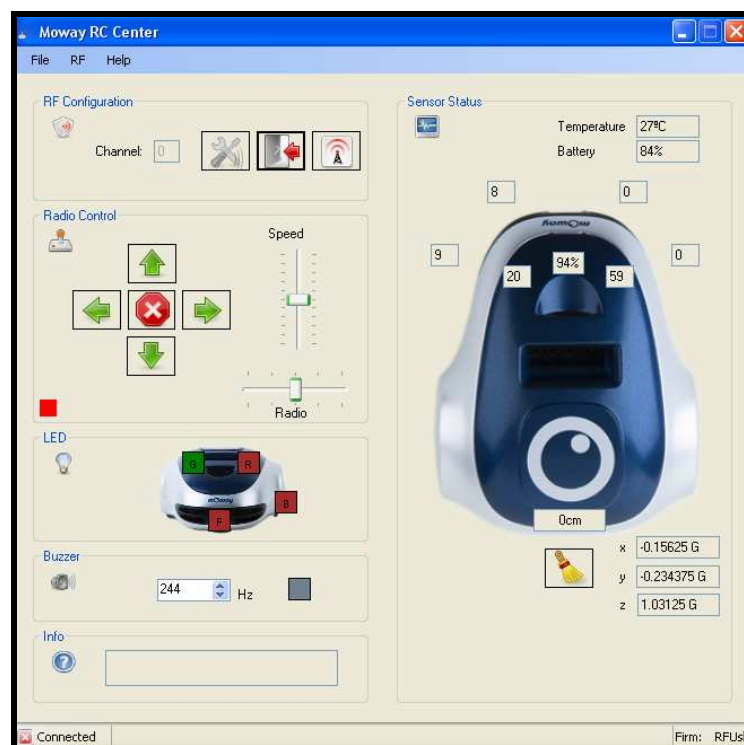 Moway RC Center
File RF Help
RF Configuration
Channel: 0
Radio Control
Speed
Radio
LED
G
R
B
F
mOway
Buzzer
244 Hz
Info
Sensor Status
Temperature 27ºC
Battery 84%
8
0
mOway
9
0
20
94%
59
0cm
x -0.15625 G
y -0.234375 G
z 1.03125 G
Connected
Firm: RFUs